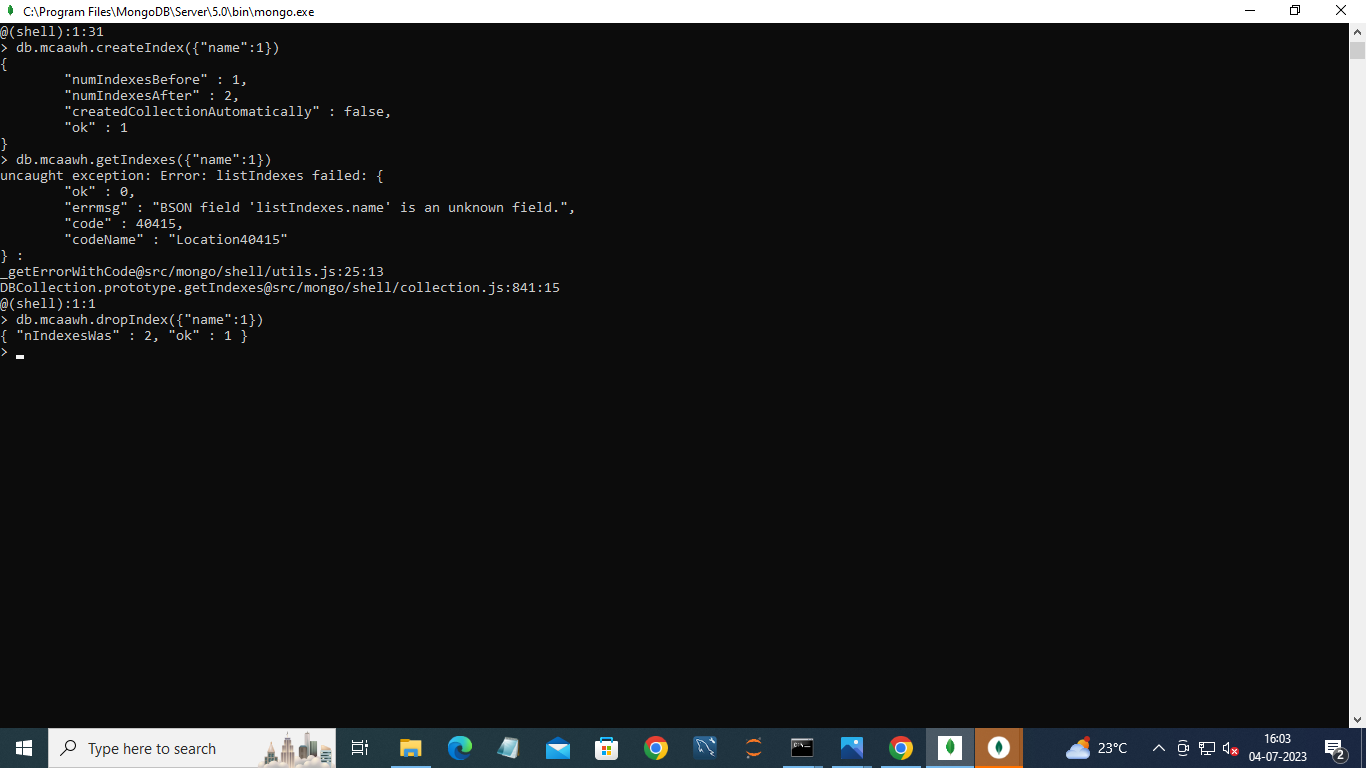 C:\Program Files\MongoDB\Server\5.0\bin\mongo.exe
@(shell):1:31
> db.mcaawh.createIndex({"name":1})
{
        "numIndexesBefore" : 1,
        "numIndexesAfter" : 2,
        "createdCollectionAutomatically" : false,
        "ok" : 1
}
> db.mcaawh.getIndexes({"name":1})
uncaught exception: Error: listIndexes failed: {
        "ok" : 0,
        "errmsg" : "BSON field 'listIndexes.name' is an unknown field.",
        "code" : 40415,
        "codeName" : "Location40415"
} :
_getErrorWithCode@src/mongo/shell/utils.js:25:13
DBCollection.prototype.getIndexes@src/mongo/shell/collection.js:841:15
@(shell):1:1
> db.mcaawh.dropIndex({"name":1})
{ "nIndexesWas" : 2, "ok" : 1 }
>
Type here to search
23°C
16:03
04-07-2023
2